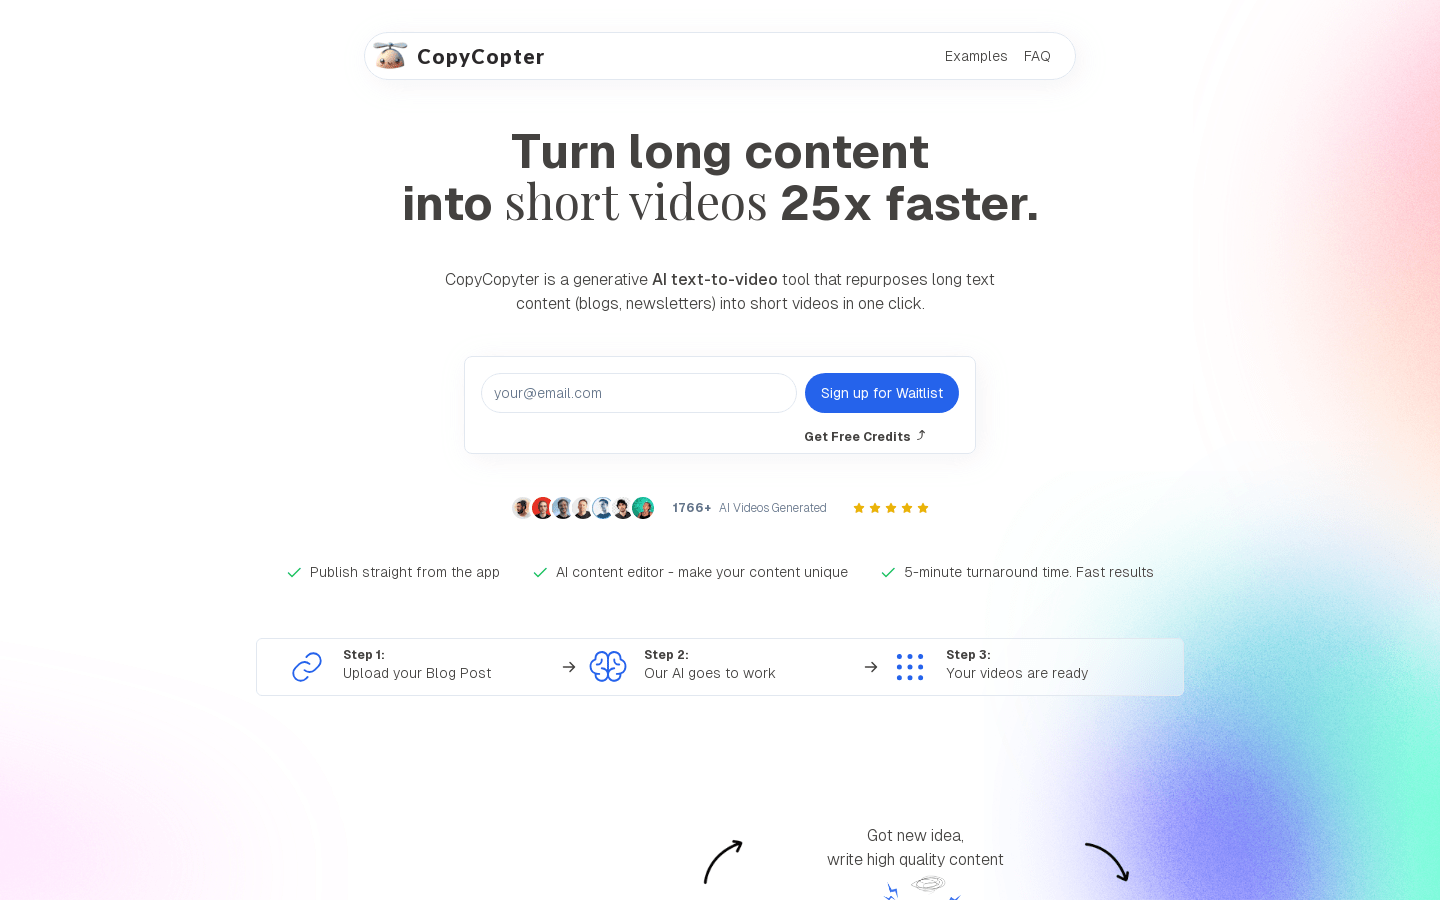 CopyCopter
Examples
FAQ
Turn long content
into short videos 25x faster.
CopyCopyter is a generative AI text-to-video tool that repurposes long text
content (blogs, newsletters) into short videos in one click.
your@email.com
Sign up for Waitlist
Get Free Credits ⤴
1766+ AI Videos Generated
Publish straight from the app
AI content editor - make your content unique
5-minute turnaround time. Fast results
Step 1:
Upload your Blog Post
Step 2:
Our AI goes to work
Step 3:
Your videos are ready
Got new idea,
write high quality content